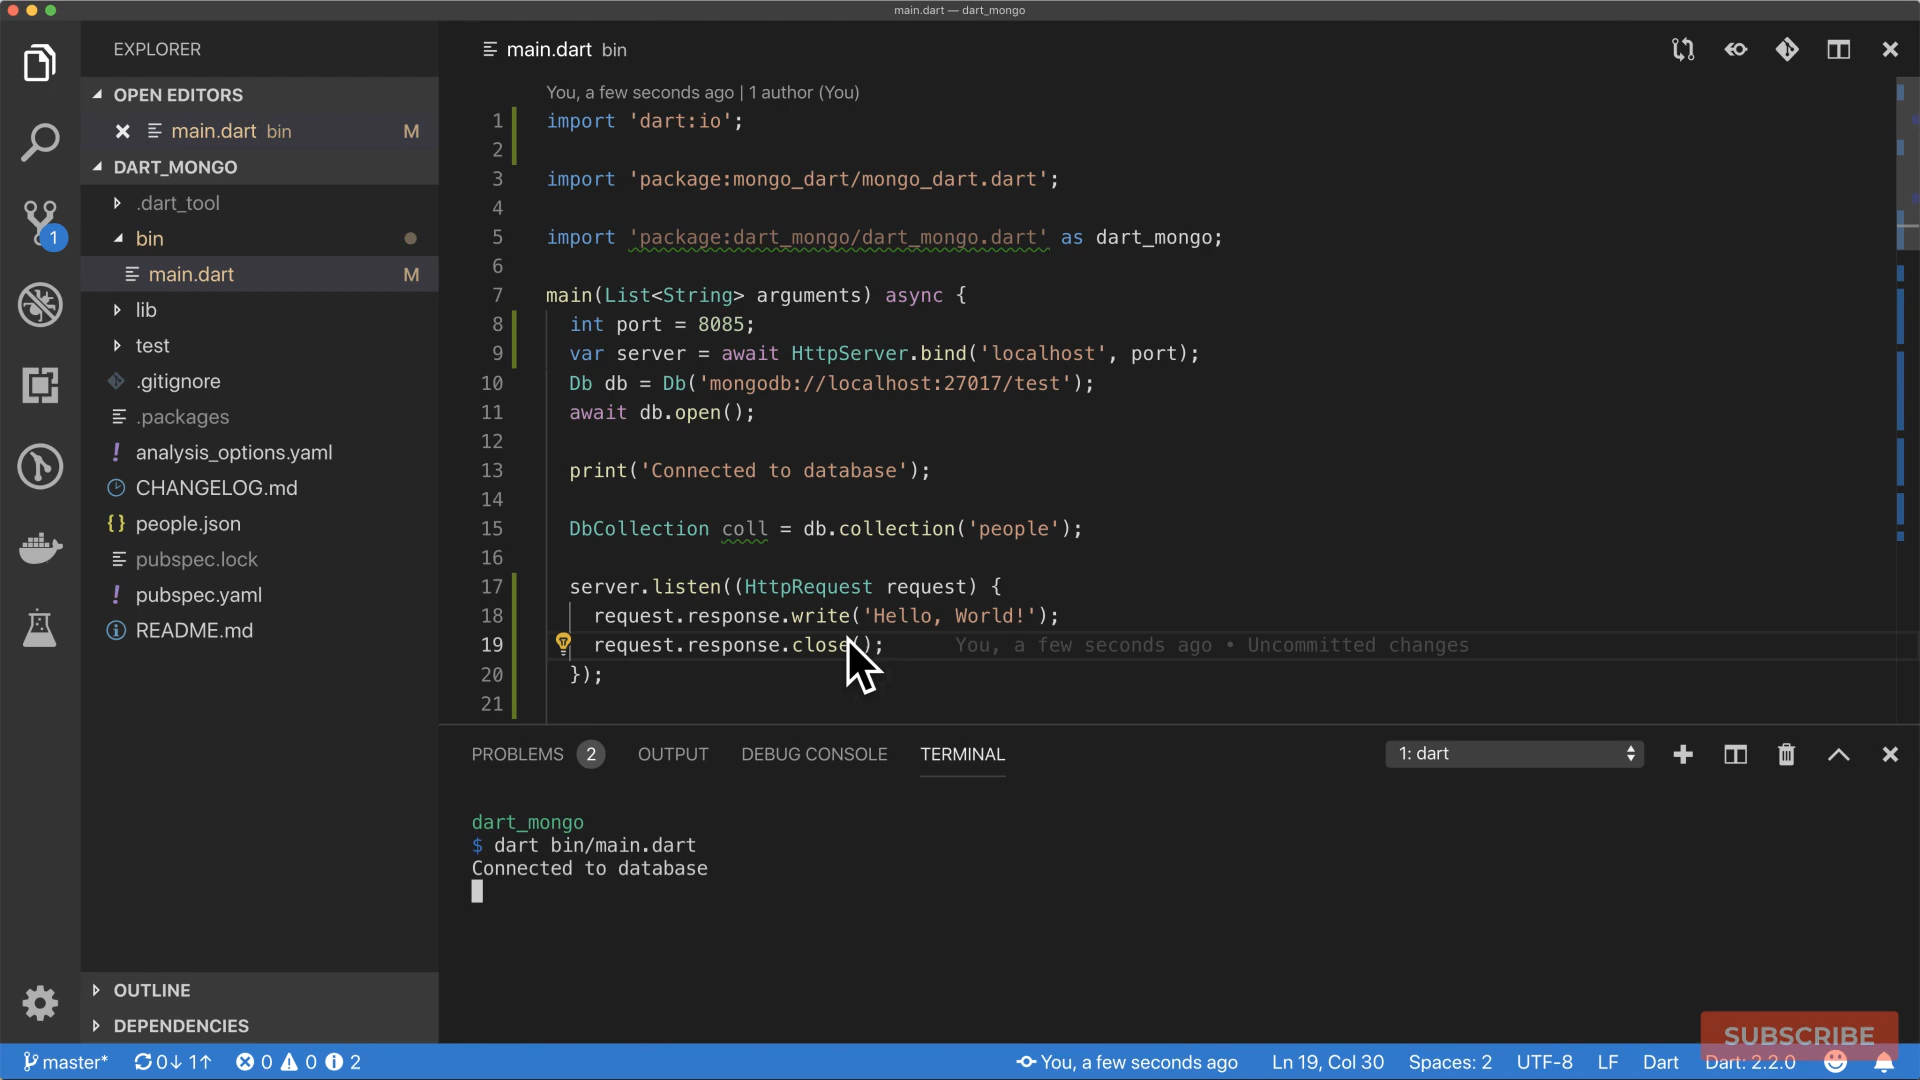 main.dart — dart_mongo
EXPLORER
OPEN EDITORS
main.dart bin M
DART_MONGO
.dart_tool
bin
main.dart M
lib
test
.gitignore
.packages
analysis_options.yaml
CHANGELOG.md
people.json
pubspec.lock
pubspec.yaml
README.md
OUTLINE
DEPENDENCIES
1
main.dart bin
You, a few seconds ago | 1 author (You)
1 import 'dart:io';
2
3 import 'package:mongo_dart/mongo_dart.dart';
4
5 import 'package:dart_mongo/dart_mongo.dart' as dart_mongo;
6
7 main(List<String> arguments) async {
8 int port = 8085;
9 var server = await HttpServer.bind('localhost', port);
10 Db db = Db('mongodb://localhost:27017/test');
11 await db.open();
12
13 print('Connected to database');
14
15 DbCollection coll = db.collection('people');
16
17 server.listen((HttpRequest request) {
18 request.response.write('Hello, World!');
19 request.response.close(); You, a few seconds ago • Uncommitted changes
20 });
21
PROBLEMS 2 OUTPUT DEBUG CONSOLE TERMINAL 1: dart
dart_mongo
$ dart bin/main.dart
Connected to database
SUBSCRIBE
master* 0↓ 1↑ 0 0 2 You, a few seconds ago Ln 19, Col 30 Spaces: 2 UTF-8 LF Dart Dart: 2.2.0